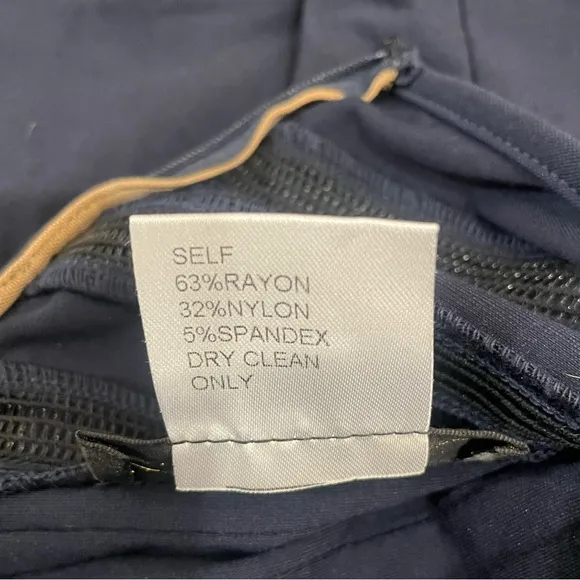 SELF
63%RAYON
32%NYLON
5%SPANDEX
DRY CLEAN
ONLY